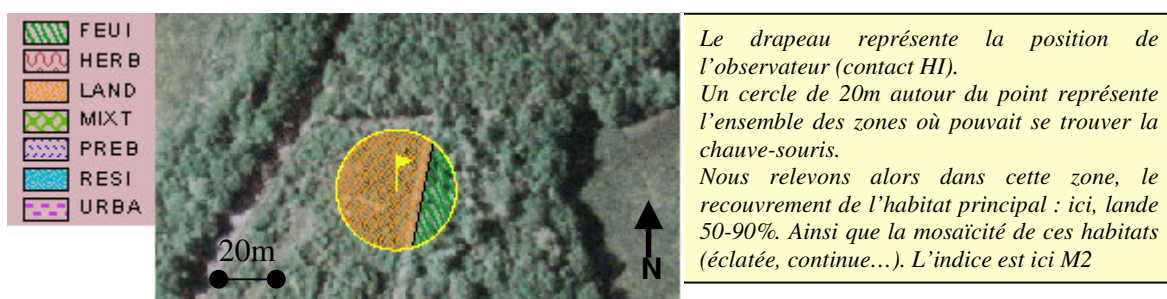 FEUI
HERB
LAND
MIXT
PREB
RESI
URBA
20m
N
Le drapeau représente la position de
l'observateur (contact HI).
Un cercle de 20m autour du point représente
l'ensemble des zones où pouvait se trouver la
chauve-souris.
Nous relevons alors dans cette zone, le
recouvrement de l'habitat principal : ici, lande
50-90%. Ainsi que la mosaïcité de ces habitats
(éclatée, continue…). L'indice est ici M2